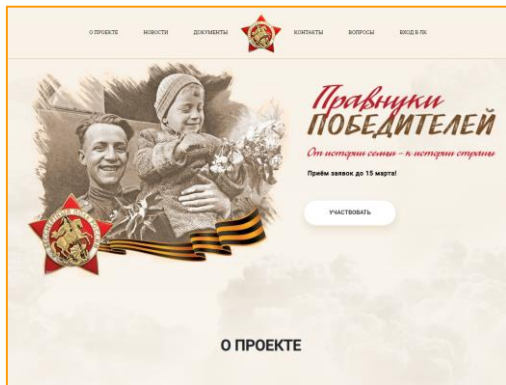 О ПРОЕКТЕ НОВОСТИ ДОКУМЕНТЫ КОНТАКТЫ ВОПРОСЫ ВХОД В ЛК
Правнуки
ПОБЕДИТЕЛЕЙ
От истории семьи – к истории страны
Приём заявок до 15 марта!
УЧАСТВОВАТЬ
О ПРОЕКТЕ